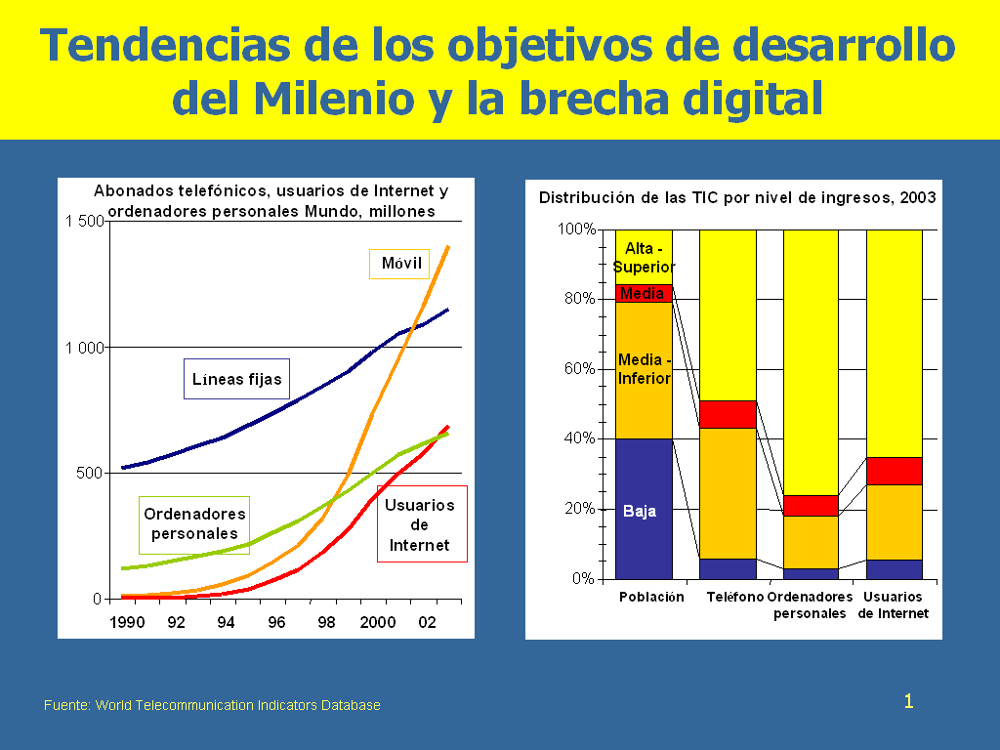 Tendencias de los objetivos de desarrollo
del Milenio y la brecha digital
Abonados telefónicos, usuarios de Internet y
ordenadores personales Mundo, millones
1 500
1 000
500
0
Móvil
Líneas fijas
Ordenadores
personales
Usuarios
de
Internet
1990 92 94 96 98 2000 02
Distribución de las TIC por nivel de ingresos, 2003
100%
80%
60%
40%
20%
0%
Alta -
Superior
Media
Media -
Inferior
Baja
Población Teléfono Ordenadores Usuarios
personales de Internet
Fuente: World Telecommunication Indicators Database
1